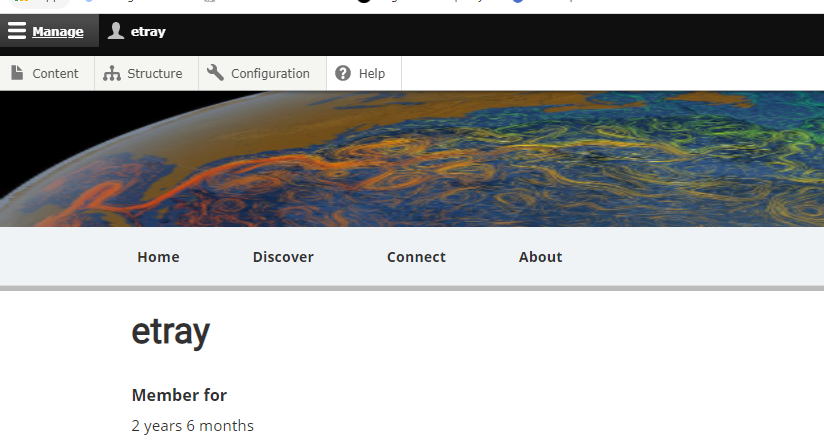 Manage etray
Content Structure Configuration Help
Home Discover Connect About
etray
Member for
2 years 6 months